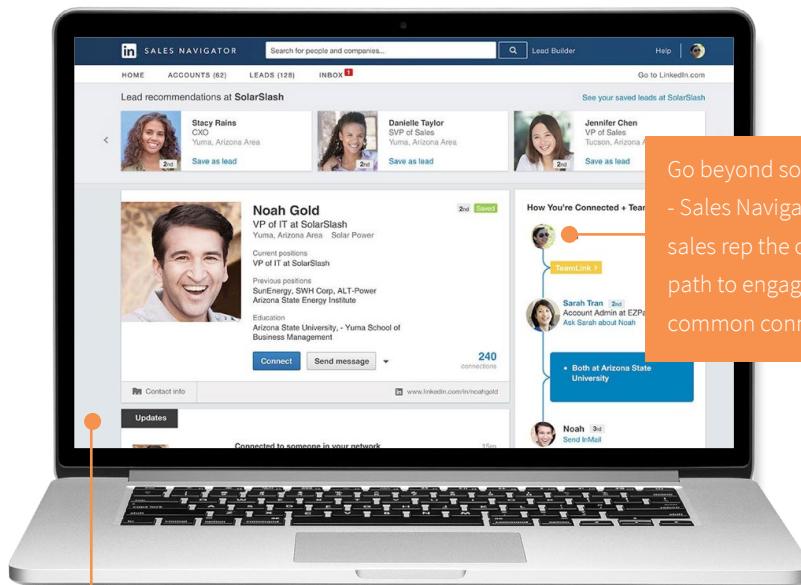 in SALES NAVIGATOR Search for people and companies... Lead Builder Help
HOME ACCOUNTS (62) LEADS (128) INBOX 1 Go to LinkedIn.com
Lead recommendations at SolarSlash See your saved leads at SolarSlash
Stacy Rains
CXO
Yuma, Arizona Area
2nd Save as lead
Danielle Taylor
SVP of Sales
Yuma, Arizona Area
2nd Save as lead
Jennifer Chen
VP of Sales
Tucson, Arizona
2nd Save as lead
Noah Gold 2nd Saved
VP of IT at SolarSlash
Yuma, Arizona Area Solar Power
Current positions
VP of IT at SolarSlash
Previous positions
SunEnergy, SWH Corp, ALT-Power
Arizona State Energy Institute
Education
Arizona State University, - Yuma School of
Business Management
Connect Send message 240
connections
Contact info in www.linkedin.com/in/noahgold
Updates
Connected to someone in your network 15m
How You're Connected +
TeamLink >
Sarah Tran 2nd
Account Admin at
Ask Sarah about Noah
• Both at Arizona State
University
Noah 3rd
Send InMail
Go beyond
- Sales
sales rep the
path to
common